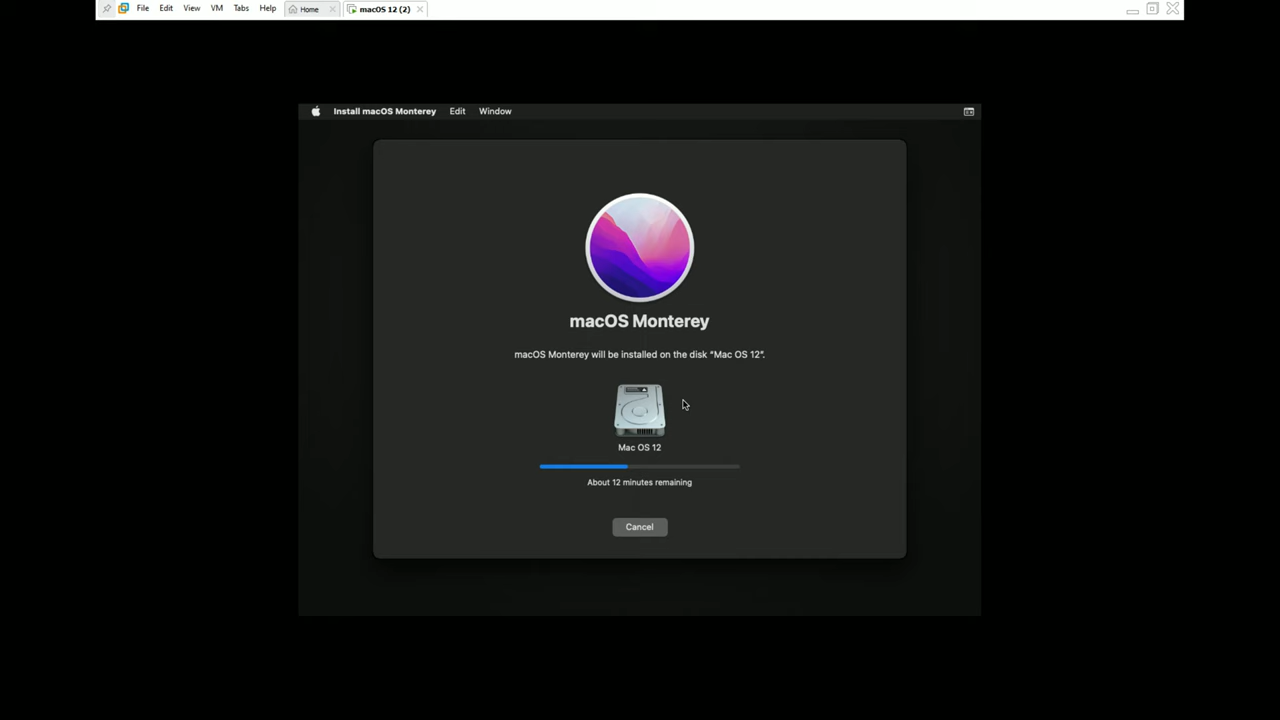 File Edit View VM Tabs Help Home macOS 12 (2)
Install macOS Monterey Edit Window
macOS Monterey
macOS Monterey will be installed on the disk “Mac OS 12”.
Mac OS 12
About 12 minutes remaining
Cancel